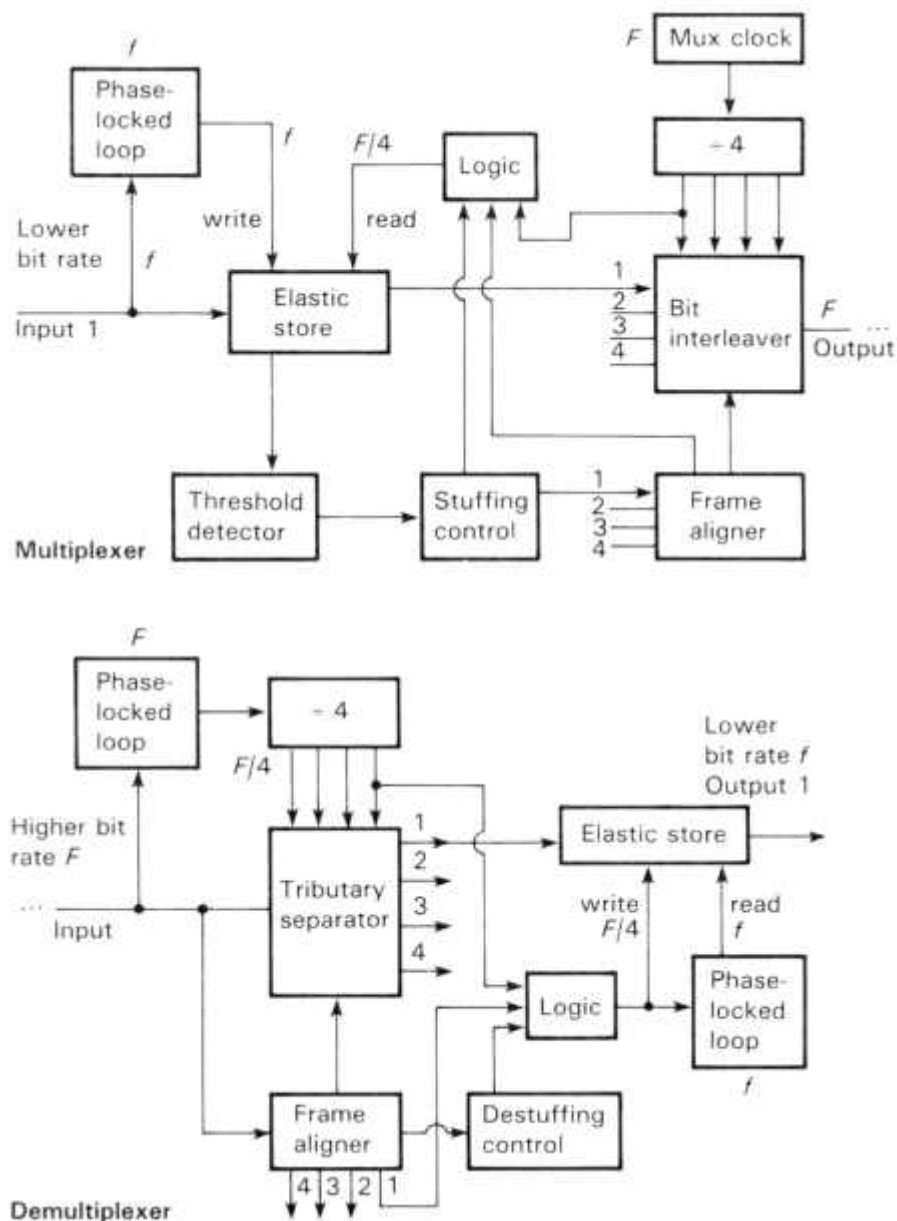 f
F
Mux clock
Phase-
locked
loop
÷ 4
f
F/4
Logic
write
read
Lower
bit rate
f
Input 1
Elastic
store
1
2
3
4
Bit
interleaver
F
...
Output
Threshold
detector
Stuffing
control
1
2
3
4
Frame
aligner
Multiplexer
F
Phase-
locked
loop
÷ 4
F/4
Lower
bit rate f
Output 1
Higher bit
rate F
...
Input
Tributary
separator
1
2
3
4
Elastic store
write
F/4
read
f
Logic
Phase-
locked
loop
f
Frame
aligner
Destuffing
control
4 3 2 1
Demultiplexer